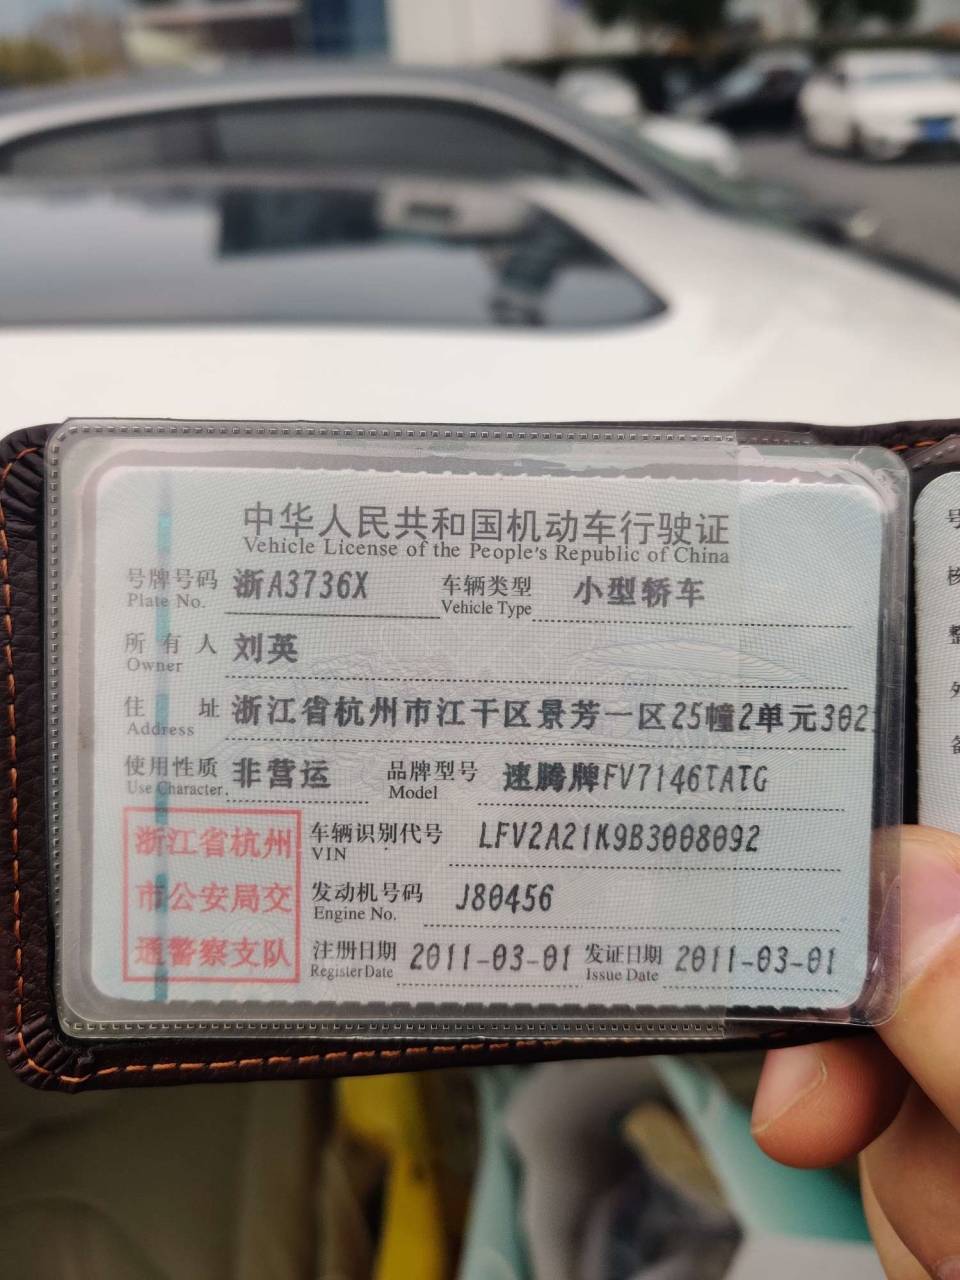 中华人民共和国机动车行驶证
Vehicle License of the People's Republic of China
号牌号码 浙A3736X 车辆类型 小型轿车
Plate No. Vehicle Type
所有人 刘英
Owner
住址 浙江省杭州市江干区景芳一区25幢2单元302
Address
使用性质 非营运 品牌型号 速腾牌FV7146TATG
Use Character Model
浙江省杭州
市公安局交
通警察支队
车辆识别代号 LFV2A21K9B3008092
VIN
发动机号码 J80456
Engine No.
注册日期 2011-03-01 发证日期 2011-03-01
Register Date Issue Date
号
整
备